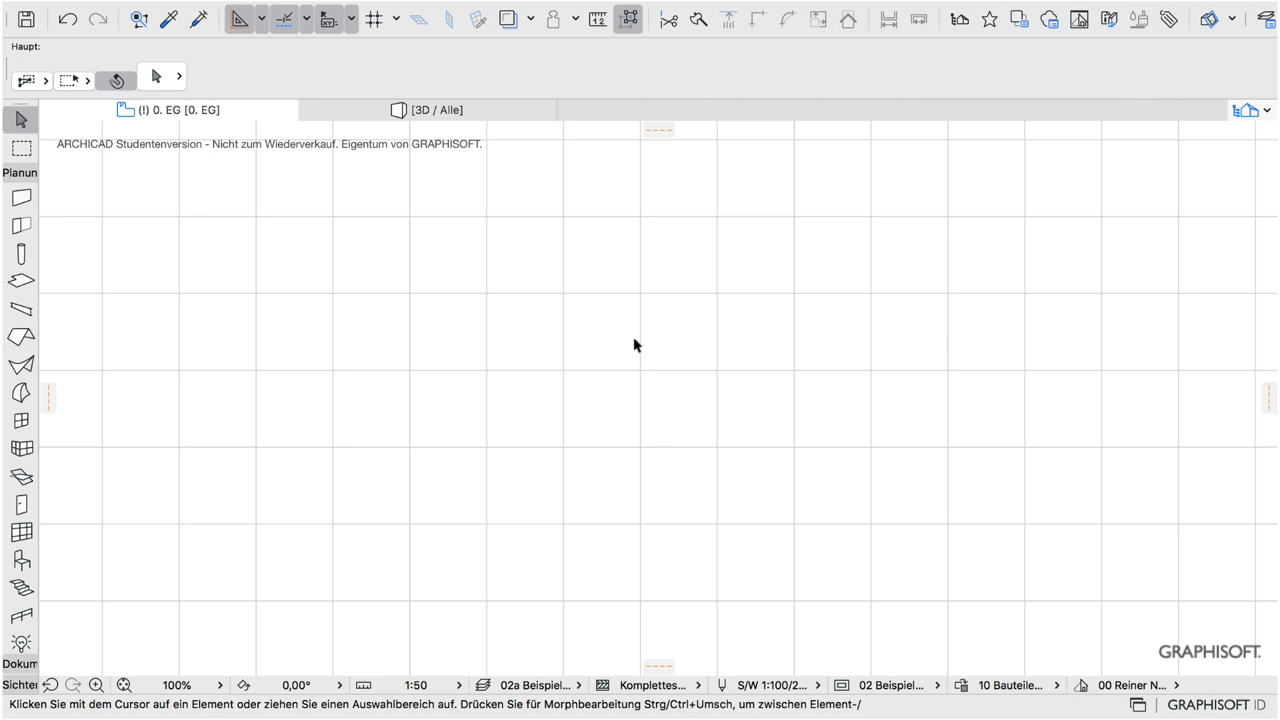 Haupt:
(!) 0. EG [0. EG]
[3D / Alle]
ARCHICAD Studentenversion - Nicht zum Wiederverkauf. Eigentum von GRAPHISOFT.
Planun
GRAPHISOFT.
Dokum
Sichter
100%
0,00°
1:50
02a Beispiel...
Komplettes...
S/W 1:100/2...
02 Beispiel...
10 Bauteile...
00 Reiner N...
Klicken Sie mit dem Cursor auf ein Element oder ziehen Sie einen Auswahlbereich auf. Drücken Sie für Morphbearbeitung Strg/Ctrl+Umsch, um zwischen Element-/
GRAPHISOFT ID